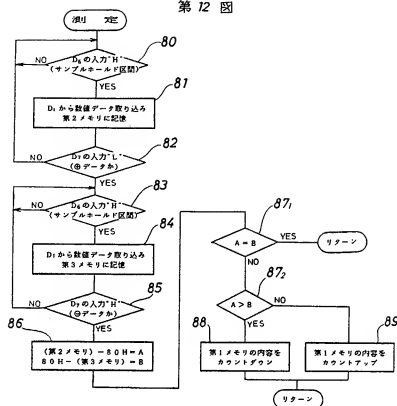 第12図
測定
80
D₆の入力"H"
(サンプルホールド区間)
NO
YES
81
D₁から数値データ取り込み
第2メモリに記憶
82
D₇の入力"L"
(⊕データか)
NO
YES
83
D₆の入力"H"
(サンプルホールド区間)
NO
YES
84
D₁から数値データ取り込み
第3メモリに記憶
85
D₇の入力"H"
(⊖データか)
NO
YES
86
(第2メモリ)-80H=A
80H-(第3メモリ)=B
87₁
A=B
YES
リターン
NO
87₂
A>B
NO
YES
88
第1メモリの内容を
カウントダウン
89
第1メモリの内容を
カウントアップ
リターン